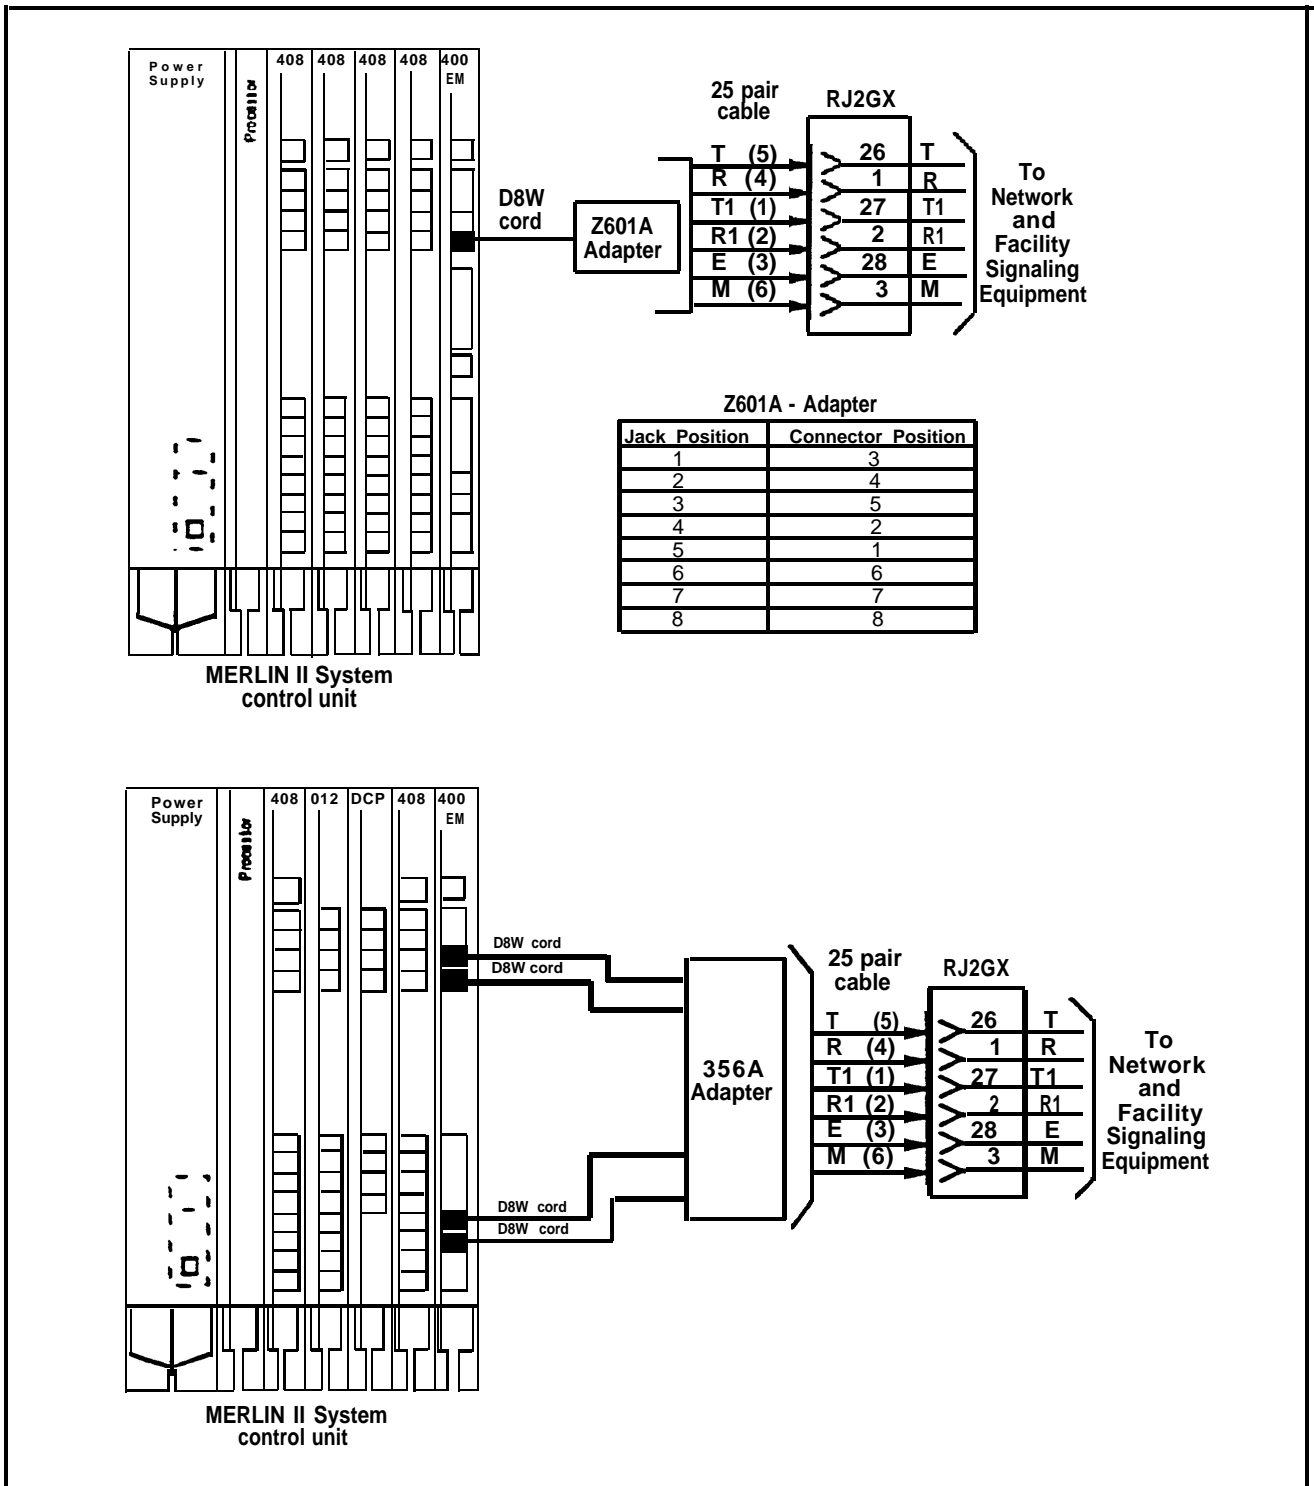 408 408 408 408 400
Power
Supply
EM
Processor
25 pair
cable
RJ2GX
T (5) 26 T
R (4) 1 R
T1 (1) 27 T1
R1 (2) 2 R1
E (3) 28 E
M (6) 3 M
D8W
cord
Z601A
Adapter
To
Network
and
Facility
Signaling
Equipment
Z601A - Adapter
Jack Position Connector Position
1 3
2 4
3 5
4 2
5 1
6 6
7 7
8 8
MERLIN II System
control unit
408 012 DCP 408 400
Power
Supply
EM
Processor
D8W cord
D8W cord
25 pair
cable
RJ2GX
T (5) 26 T
R (4) 1 R
T1 (1) 27 T1
R1 (2) 2 R1
E (3) 28 E
M (6) 3 M
356A
Adapter
To
Network
and
Facility
Signaling
Equipment
D8W cord
D8W cord
MERLIN II System
control unit